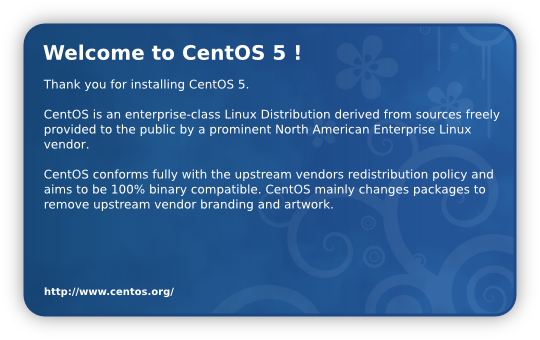 Welcome to CentOS 5 !
Thank you for installing CentOS 5.
CentOS is an enterprise-class Linux Distribution derived from sources freely
provided to the public by a prominent North American Enterprise Linux
vendor.
CentOS conforms fully with the upstream vendors redistribution policy and
aims to be 100% binary compatible. CentOS mainly changes packages to
remove upstream vendor branding and artwork.
http://www.centos.org/